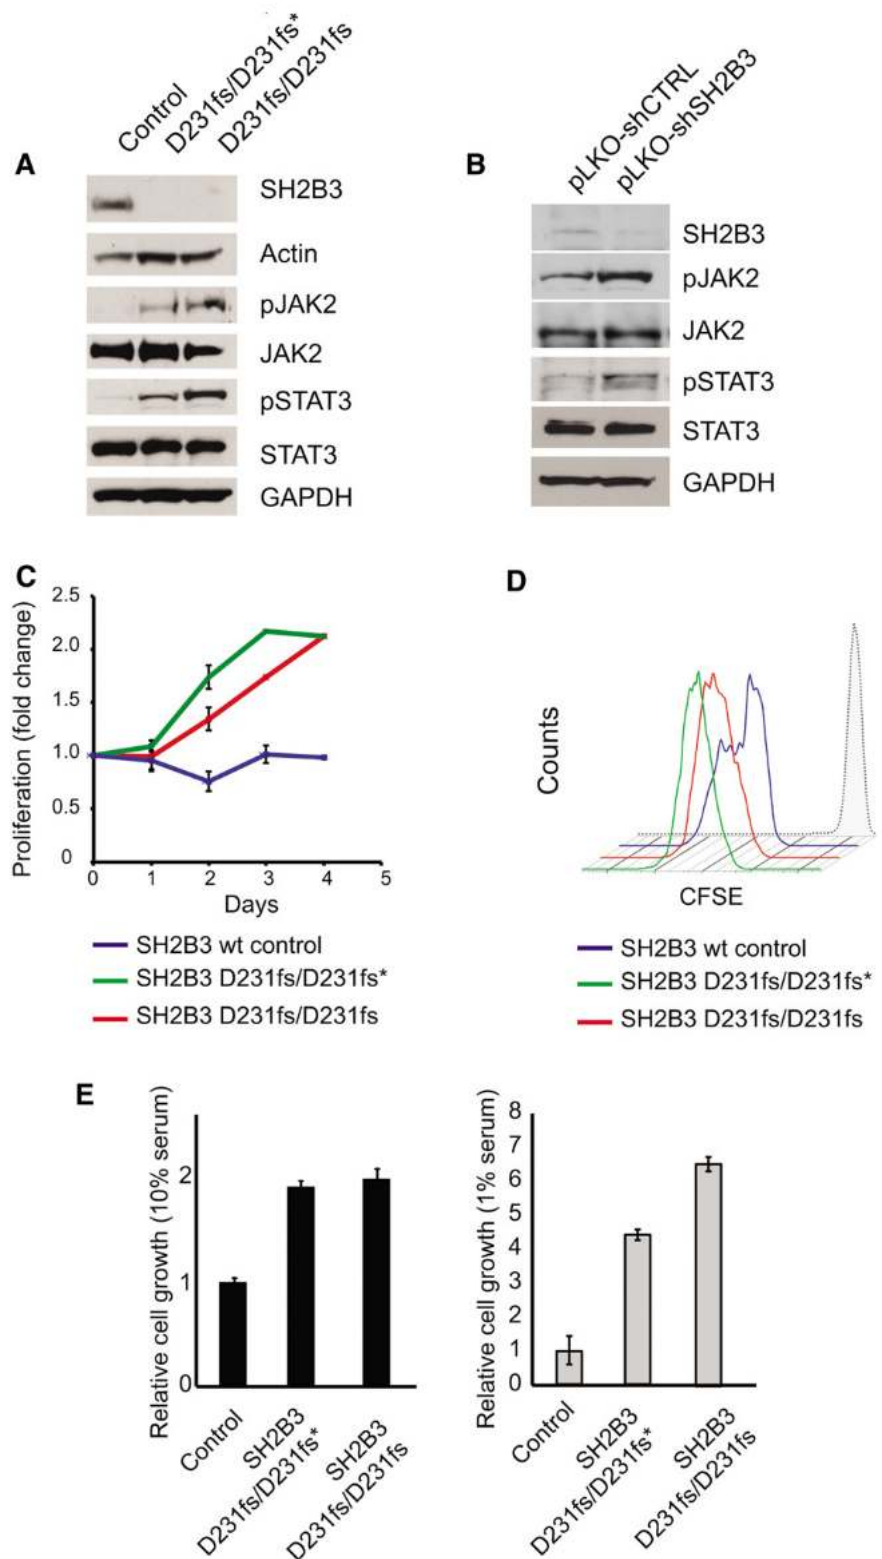 A
Control
D231fs/D231fs*
D231fs/D231fs
SH2B3
Actin
pJAK2
JAK2
pSTAT3
STAT3
GAPDH
B
pLKO-shCTRL
pLKO-shSH2B3
SH2B3
pJAK2
JAK2
pSTAT3
STAT3
GAPDH
C
Proliferation (fold change)
2.5
2.0
1.5
1.0
0.5
0
0 1 2 3 4 5
Days
SH2B3 wt control
SH2B3 D231fs/D231fs*
SH2B3 D231fs/D231fs
D
Counts
CFSE
SH2B3 wt control
SH2B3 D231fs/D231fs*
SH2B3 D231fs/D231fs
E
Relative cell growth (10% serum)
2
1
0
Control
SH2B3
D231fs/D231fs*
SH2B3
D231fs/D231fs
Relative cell growth (1% serum)
8
7
6
5
4
3
2
1
0
Control
SH2B3
D231fs/D231fs*
SH2B3
D231fs/D231fs